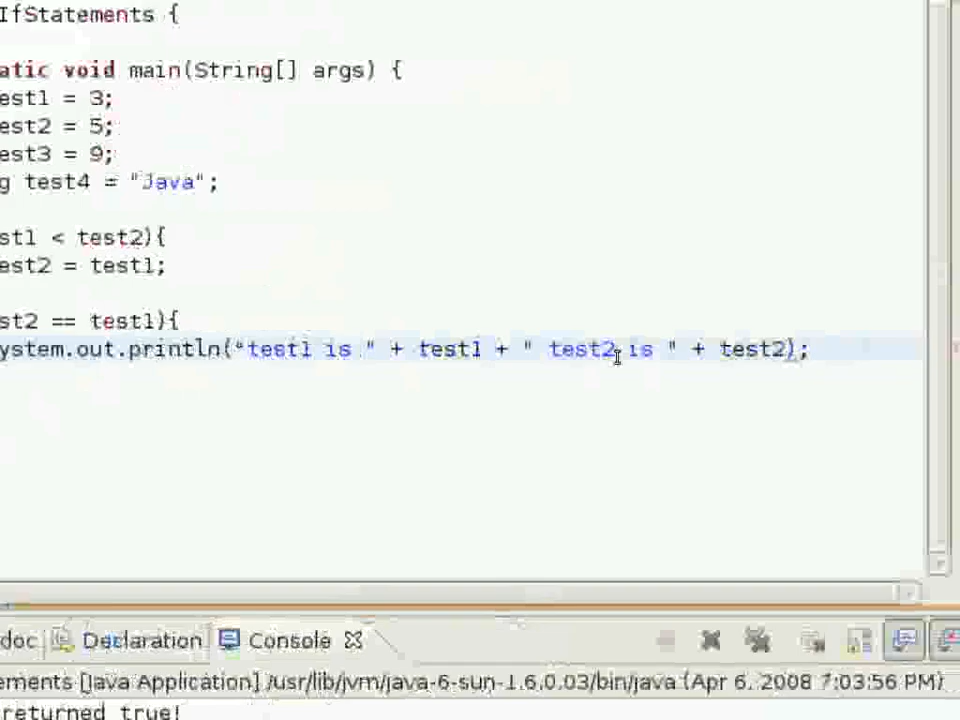 IfStatements {
atic void main(String[] args) {
est1 = 3;
est2 = 5;
est3 = 9;
g test4 = "Java";
st1 < test2){
est2 = test1;
st2 == test1){
ystem.out.println("test1 is " + test1 + " test2 is " + test2);
doc Declaration Console
ements [Java Application] /usr/lib/jvm/java-6-sun-1.6.0.03/bin/java (Apr 6, 2008 7:03:56 PM)
returned true!